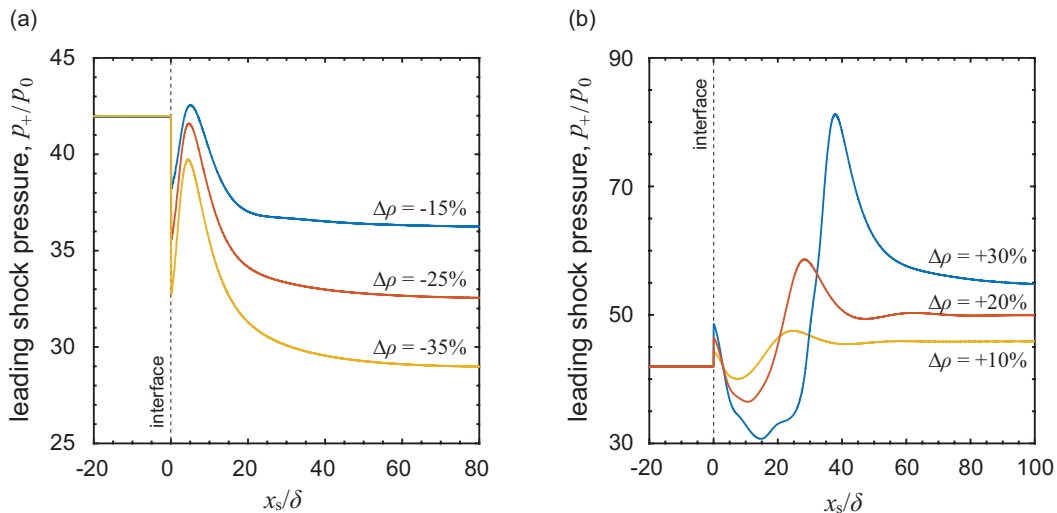 (a)
45
40
35
30
25
-20
0
20
40
60
80
leading shock pressure, p₊/p₀
xₛ/δ
interface
Δρ = -15%
Δρ = -25%
Δρ = -35%
(b)
90
70
50
30
-20
0
20
40
60
80
100
leading shock pressure, p₊/p₀
xₛ/δ
interface
Δρ = +30%
Δρ = +20%
Δρ = +10%